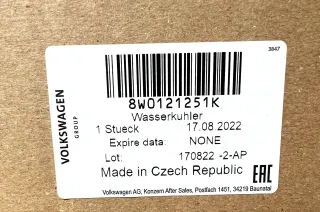 3847
VOLKSWAGEN
GROUP
8W0121251K
Wasserkuhler
1 Stueck 17.08 2022
Expire data: NONE
Lot: 170822 -2-AP
Made in Czech Republic
EAC
Volkswagen AG, Konzern After Sales, Postfach 1451, 34219 Baunatal